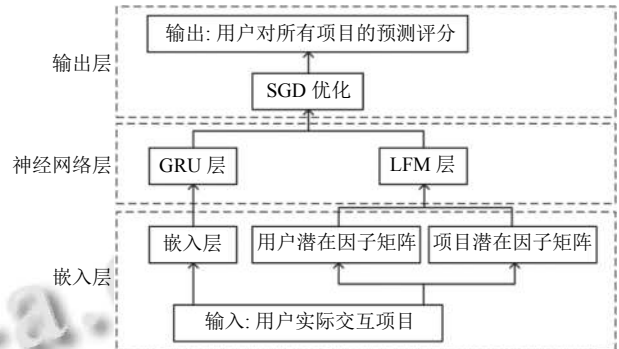 输出: 用户对所有项目的预测评分
输出层
SGD 优化
神经网络层
GRU 层
LFM 层
嵌入层
用户潜在因子矩阵
项目潜在因子矩阵
嵌入层
输入: 用户实际交互项目